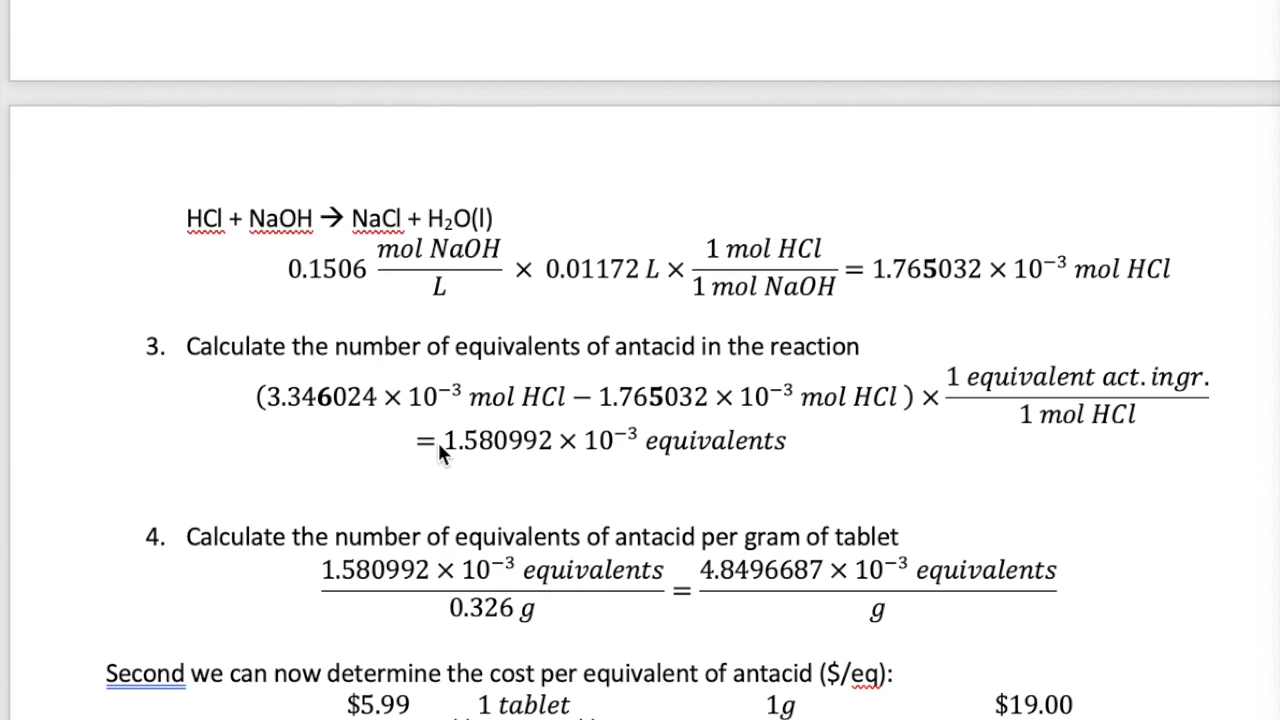 HCl + NaOH → NaCl + H₂O(l)
0.1506 mol NaOH/L × 0.01172 L × 1 mol HCl/1 mol NaOH = 1.765032 × 10⁻³ mol HCl
3. Calculate the number of equivalents of antacid in the reaction
(3.346024 × 10⁻³ mol HCl − 1.765032 × 10⁻³ mol HCl ) × 1 equivalent act. ingr./1 mol HCl
= 1.580992 × 10⁻³ equivalents
4. Calculate the number of equivalents of antacid per gram of tablet
1.580992 × 10⁻³ equivalents/0.326 g = 4.8496687 × 10⁻³ equivalents/g
Second we can now determine the cost per equivalent of antacid ($/eq):
$5.99 1 tablet 1g $19.00